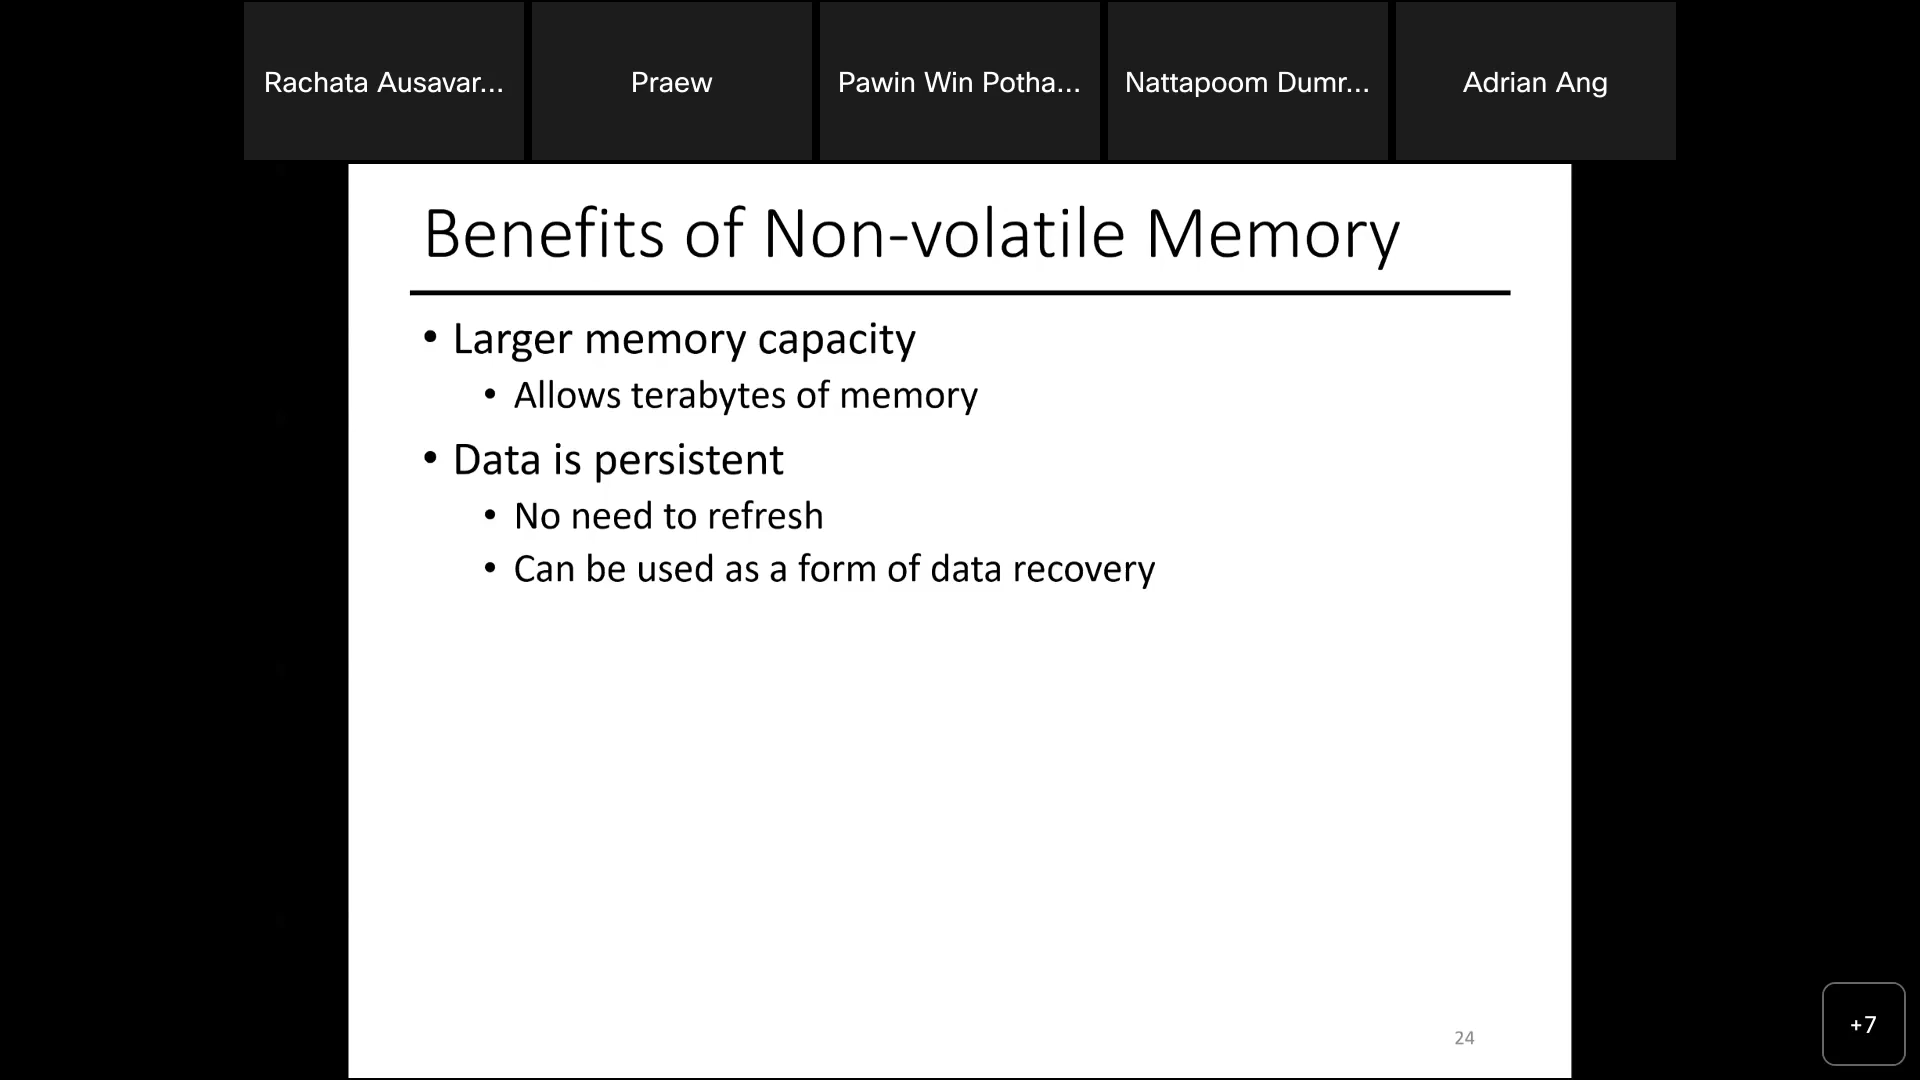 Rachata Ausavar...
Praew
Pawin Win Potha...
Nattapoom Dumr...
Adrian Ang
Benefits of Non-volatile Memory
• Larger memory capacity
• Allows terabytes of memory
• Data is persistent
• No need to refresh
• Can be used as a form of data recovery
24
+7